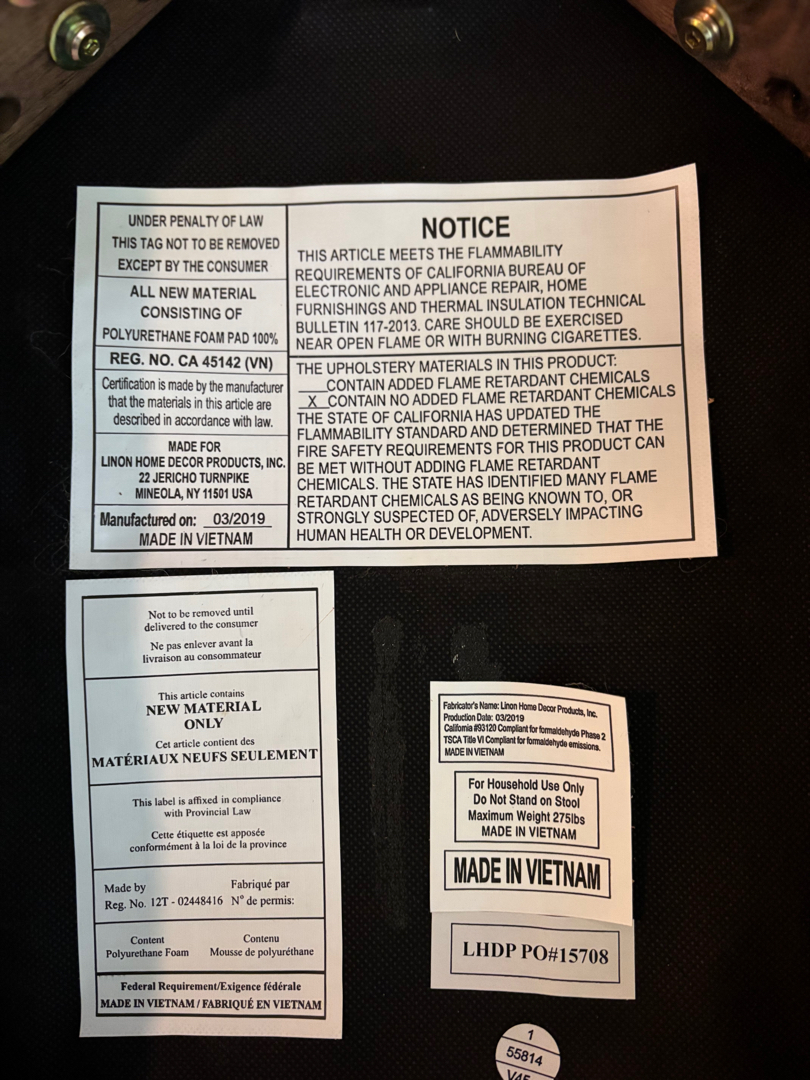 UNDER PENALTY OF LAW
THIS TAG NOT TO BE REMOVED
EXCEPT BY THE CONSUMER
ALL NEW MATERIAL
CONSISTING OF
POLYURETHANE FOAM PAD 100%
REG. NO. CA 45142 (VN)
Certification is made by the manufacturer
that the materials in this article are
described in accordance with law.
MADE FOR
LINON HOME DECOR PRODUCTS, INC.
22 JERICHO TURNPIKE
MINEOLA, NY 11501 USA
Manufactured on: 03/2019
MADE IN VIETNAM
NOTICE
THIS ARTICLE MEETS THE FLAMMABILITY
REQUIREMENTS OF CALIFORNIA BUREAU OF
ELECTRONIC AND APPLIANCE REPAIR, HOME
FURNISHINGS AND THERMAL INSULATION TECHNICAL
BULLETIN 117-2013. CARE SHOULD BE EXERCISED
NEAR OPEN FLAME OR WITH BURNING CIGARETTES.
THE UPHOLSTERY MATERIALS IN THIS PRODUCT:
___CONTAIN ADDED FLAME RETARDANT CHEMICALS
_X_CONTAIN NO ADDED FLAME RETARDANT CHEMICALS
THE STATE OF CALIFORNIA HAS UPDATED THE
FLAMMABILITY STANDARD AND DETERMINED THAT THE
FIRE SAFETY REQUIREMENTS FOR THIS PRODUCT CAN
BE MET WITHOUT ADDING FLAME RETARDANT
CHEMICALS. THE STATE HAS IDENTIFIED MANY FLAME
RETARDANT CHEMICALS AS BEING KNOWN TO, OR
STRONGLY SUSPECTED OF, ADVERSELY IMPACTING
HUMAN HEALTH OR DEVELOPMENT.
Not to be removed until
delivered to the consumer
Ne pas enlever avant la
livraison au consommateur
This article contains
NEW MATERIAL
ONLY
Cet article contient des
MATÉRIAUX NEUFS SEULEMENT
This label is affixed in compliance
with Provincial Law
Cette étiquette est apposée
conformément à la loi de la province
Made by Fabriqué par
Reg. No. 12T - 02448416 N° de permis:
Content Contenu
Polyurethane Foam Mousse de polyuréthane
Federal Requirement/Exigence fédérale
MADE IN VIETNAM / FABRIQUÉ EN VIETNAM
Fabricator's Name: Linon Home Decor Products, Inc.
Production Date: 03/2019
California #93120 Compliant for formaldehyde Phase 2
TSCA Title VI Compliant for formaldehyde emissions.
MADE IN VIETNAM
For Household Use Only
Do Not Stand on Stool
Maximum Weight 275lbs
MADE IN VIETNAM
MADE IN VIETNAM
LHDP PO#15708
1
55814